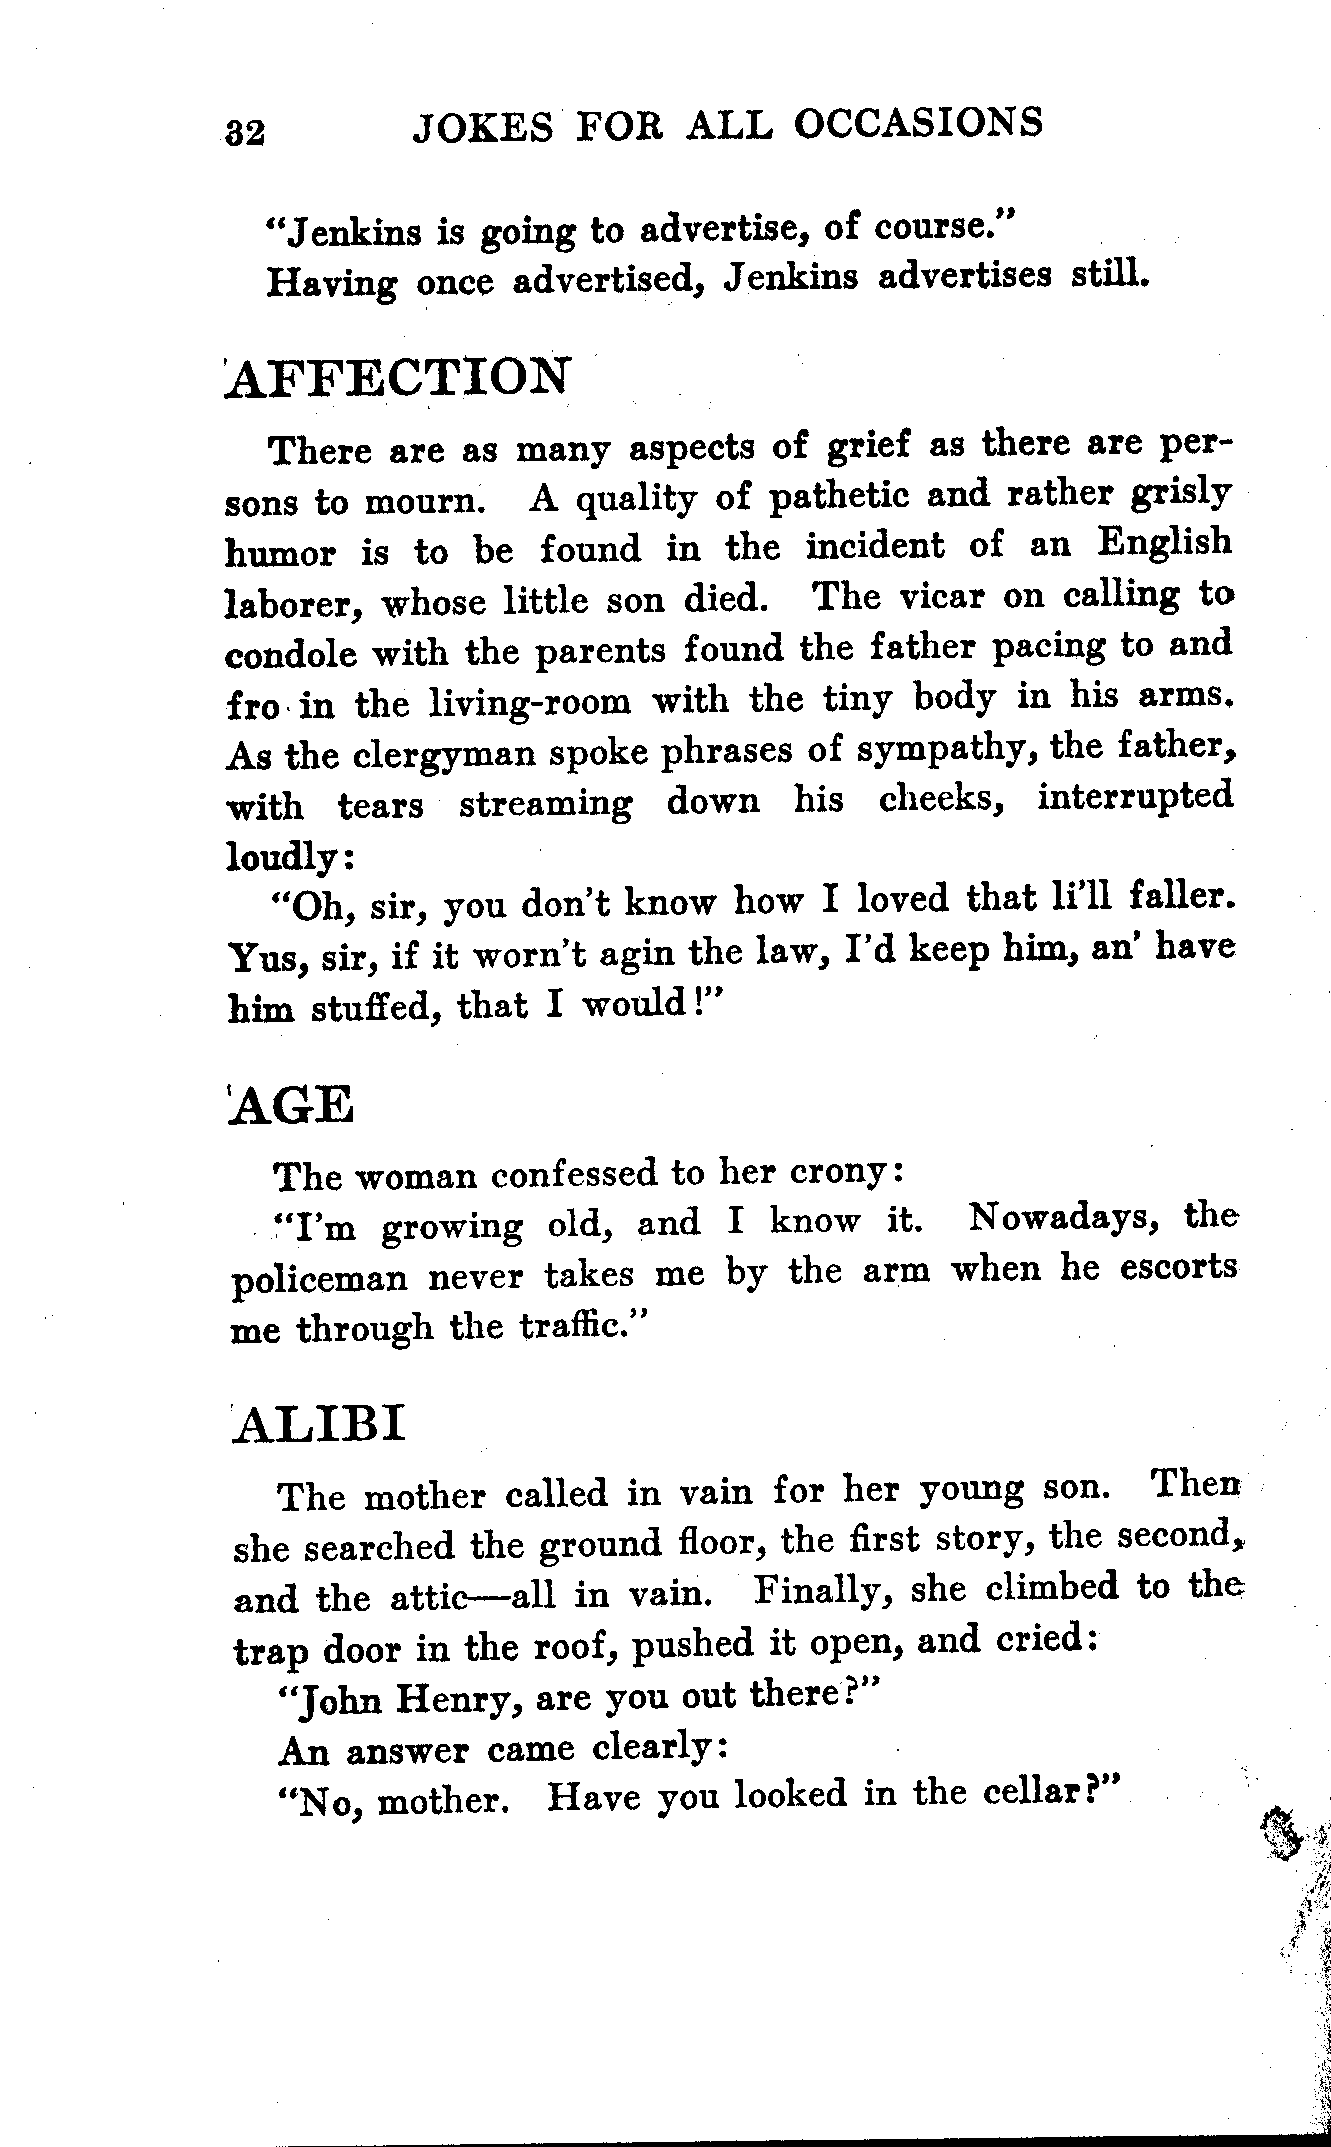 32 JOKES FOR ALL OCCASIONS
"Jenkins is going to advertise, of course."
Having once advertised, Jenkins advertises still.
AFFECTION
There are as many aspects of grief as there are per-
sons to mourn. A quality of pathetic and rather grisly
humor is to be found in the incident of an English
laborer, whose little son died. The vicar on calling to
condole with the parents found the father pacing to and
fro in the living-room with the tiny body in his arms.
As the clergyman spoke phrases of sympathy, the father,
with tears streaming down his cheeks, interrupted
loudly:
"Oh, sir, you don't know how I loved that li'll faller.
Yus, sir, if it worn't agin the law, I'd keep him, an' have
him stuffed, that I would!"
AGE
The woman confessed to her crony:
"I'm growing old, and I know it. Nowadays, the
policeman never takes me by the arm when he escorts
me through the traffic."
ALIBI
The mother called in vain for her young son. Then
she searched the ground floor, the first story, the second,
and the attic—all in vain. Finally, she climbed to the
trap door in the roof, pushed it open, and cried:
"John Henry, are you out there?"
An answer came clearly:
"No, mother. Have you looked in the cellar?"